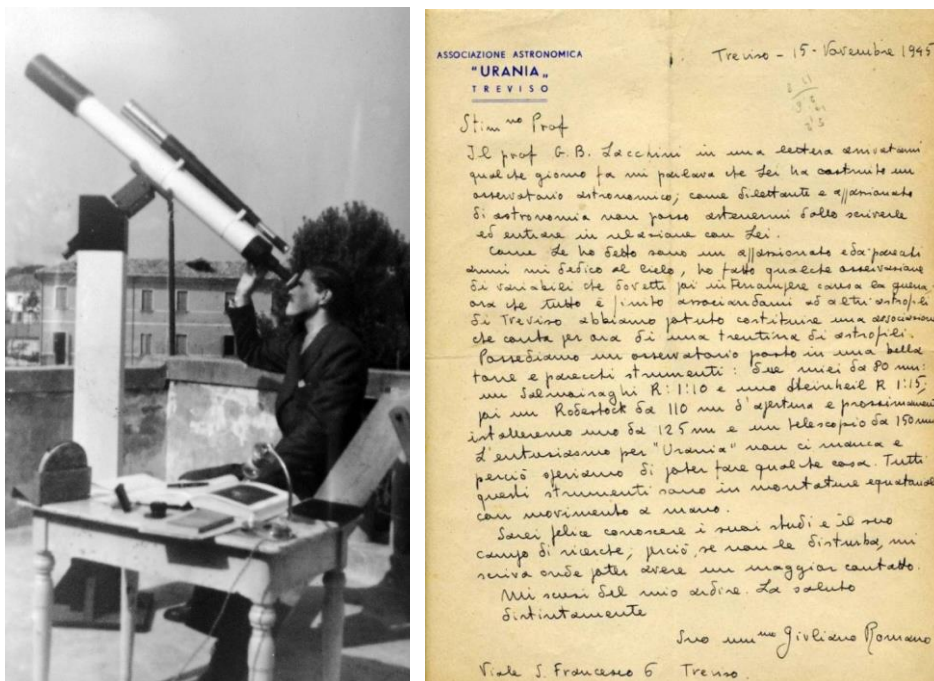 ASSOCIAZIONE ASTRONOMICA
"URANIA„
TREVISO
Treviso - 15 - Novembre 1945
Stim.mo Prof
Il prof G. B. Lacchini in una lettera arrivatami
qualche giorno fa mi parlava che Lei ha costruito un
osservatorio astronomico; come dilettante e appassionato
di astronomia non posso astenermi dallo scriverle
ed entrare in relazione con Lei.
Come Le ho detto sono un appassionato e da parecchi
anni mi dedico al cielo, ho fatto qualche osservazione
di variabili che dovetti poi interrompere causa la guerra
ora che tutto è finito associandomi ad altri astrofili
di Treviso abbiamo potuto costituire una associazione
che conta per ora di una trentina di astrofili.
Possediamo un osservatorio posto in una bella
torre e parecchi strumenti: due miei da 80 mm:
un Salmoiraghi R: 1:10 e uno Steinheil R 1:15;
poi un Rodestock da 110 mm d'apertura e prossimamente
istalleremo uno da 125 mm e un telescopio da 150 mm
L'entusiasmo per "Urania" non ci manca e
perciò speriamo di poter fare qualche cosa. Tutti
questi strumenti sono in montature equatoriali
con movimento a mano.
Sarei felice conoscere i suoi studi e il suo
campo di ricerche; perciò, se non le disturba, mi
scriva onde poter avere un maggior contatto.
Mi scusi del mio ardire. La saluto
distintamente
Suo umm.mo Giuliano Romano
Viale S. Francesco 6 Treviso.